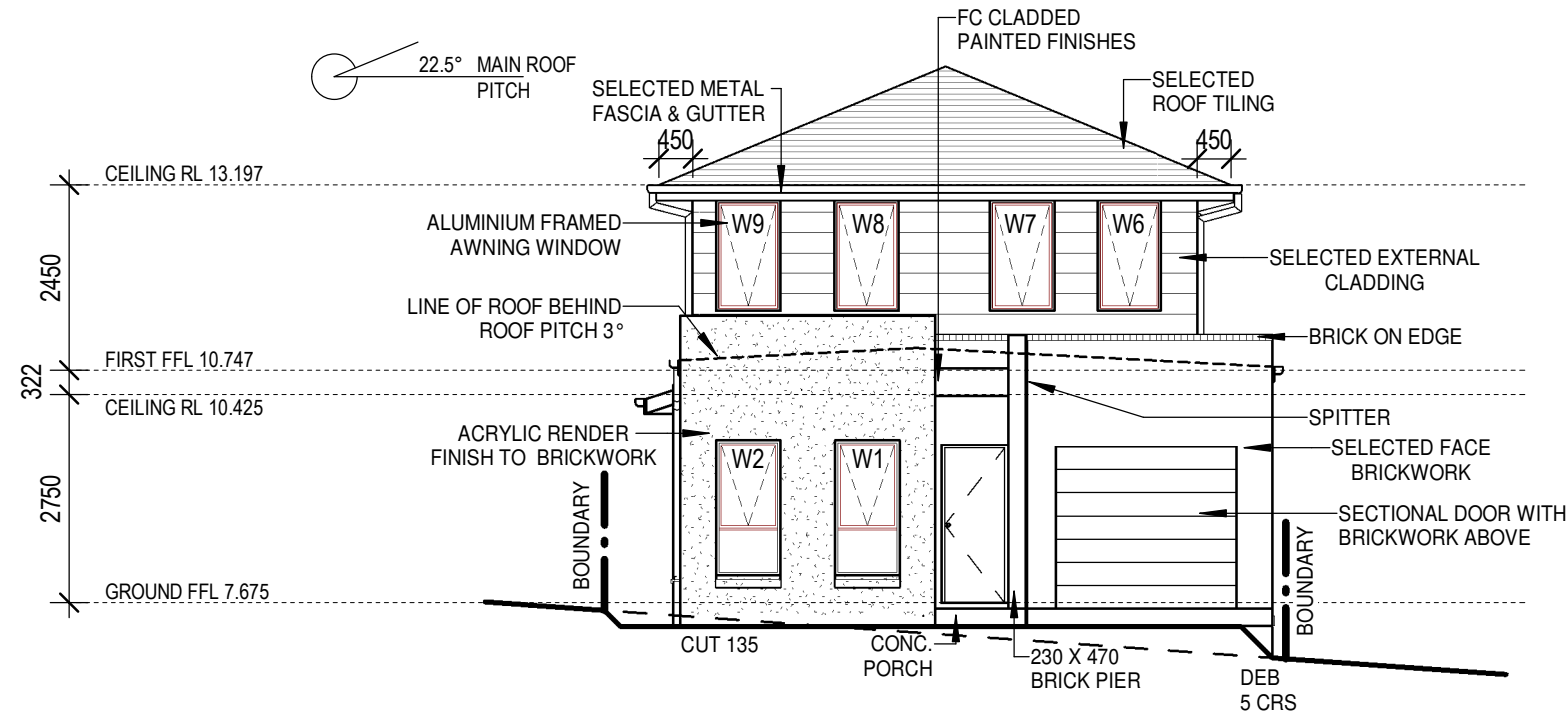 FC CLADDED
PAINTED FINISHES
22.5° MAIN ROOF
PITCH
SELECTED METAL
FASCIA & GUTTER
SELECTED
ROOF TILING
450
450
CEILING RL 13.197
ALUMINIUM FRAMED
AWNING WINDOW
W9
W8
W7
W6
SELECTED EXTERNAL
CLADDING
2450
LINE OF ROOF BEHIND
ROOF PITCH 3°
BRICK ON EDGE
FIRST FFL 10.747
322
CEILING RL 10.425
SPITTER
ACRYLIC RENDER
FINISH TO BRICKWORK
W2
W1
SELECTED FACE
BRICKWORK
2750
BOUNDARY
SECTIONAL DOOR WITH
BRICKWORK ABOVE
BOUNDARY
GROUND FFL 7.675
CUT 135
CONC.
PORCH
230 X 470
BRICK PIER
DEB
5 CRS